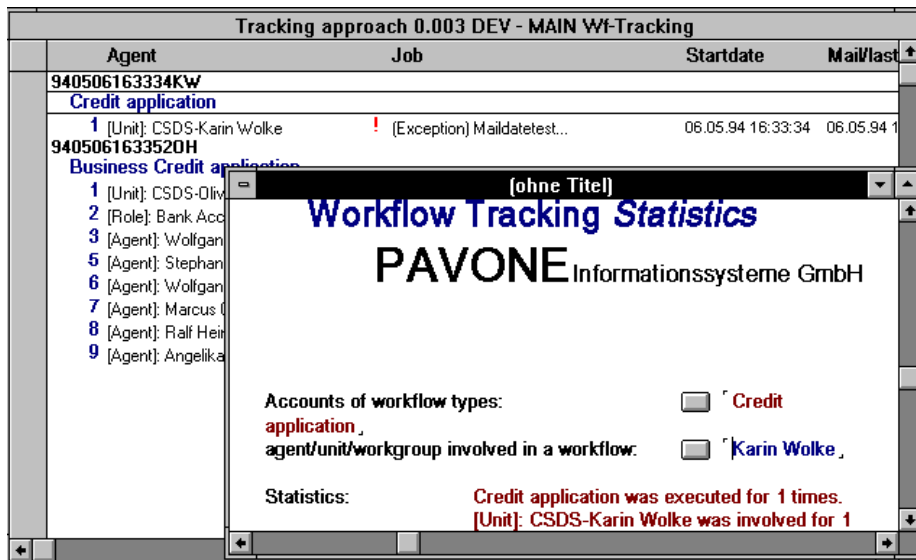 Tracking approach 0.003 DEV - MAIN Wf-Tracking
Agent Job Startdate Mail/last
940506163334KW
Credit application
1 [Unit]: CSDS-Karin Wolke ! (Exception) Maildatetest... 06.05.94 16:33:34 06.05.94 1
940506163352OH
Business Credit application
1 [Unit]: CSDS-Oliv
2 [Role]: Bank Acc
3 [Agent]: Wolfgan
5 [Agent]: Stephan
6 [Agent]: Wolfgan
7 [Agent]: Marcus
8 [Agent]: Ralf Hein
9 [Agent]: Angelika
(ohne Titel)
Workflow Tracking Statistics
PAVONE Informationssysteme GmbH
Accounts of workflow types: Credit
application
agent/unit/workgroup involved in a workflow: Karin Wolke
Statistics: Credit application was executed for 1 times.
[Unit]: CSDS-Karin Wolke was involved for 1